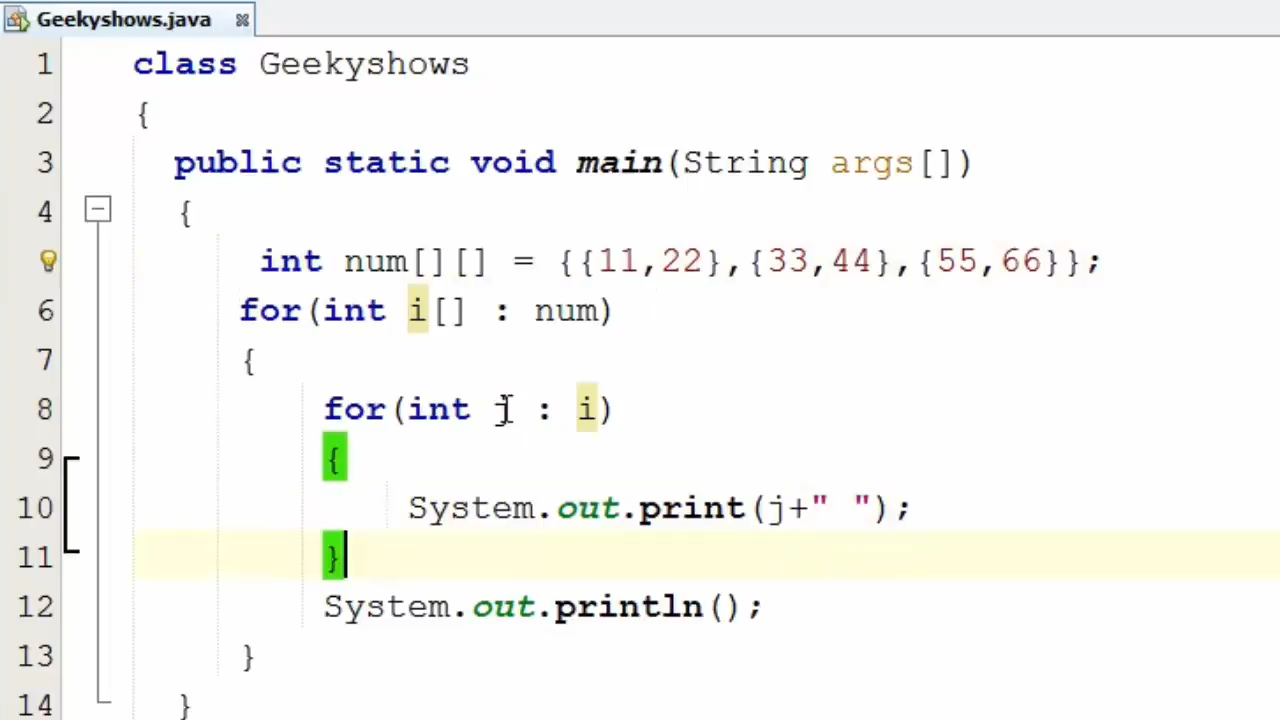 Geekyshows.java
1 class Geekyshows
2 {
3 public static void main(String args[])
4 {
int num[][] = {{11,22},{33,44},{55,66}};
6 for(int i[] : num)
7 {
8 for(int j : i)
9 {
10 System.out.print(j+" ");
11 }
12 System.out.println();
13 }
14 }